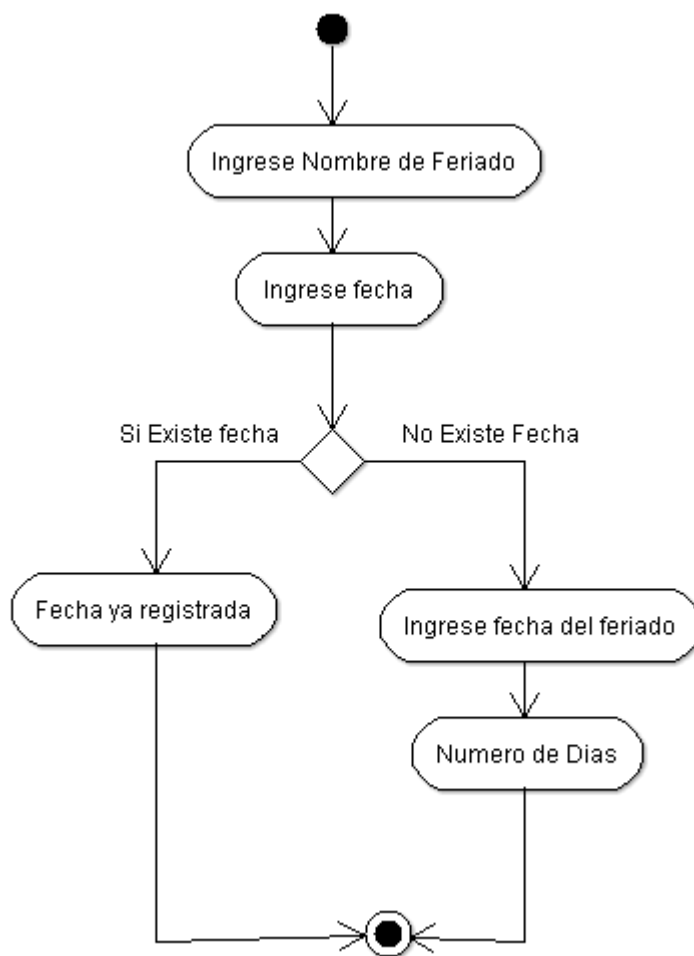 Ingrese Nombre de Feriado
Ingrese fecha
Si Existe fecha
No Existe Fecha
Fecha ya registrada
Ingrese fecha del feriado
Numero de Dias